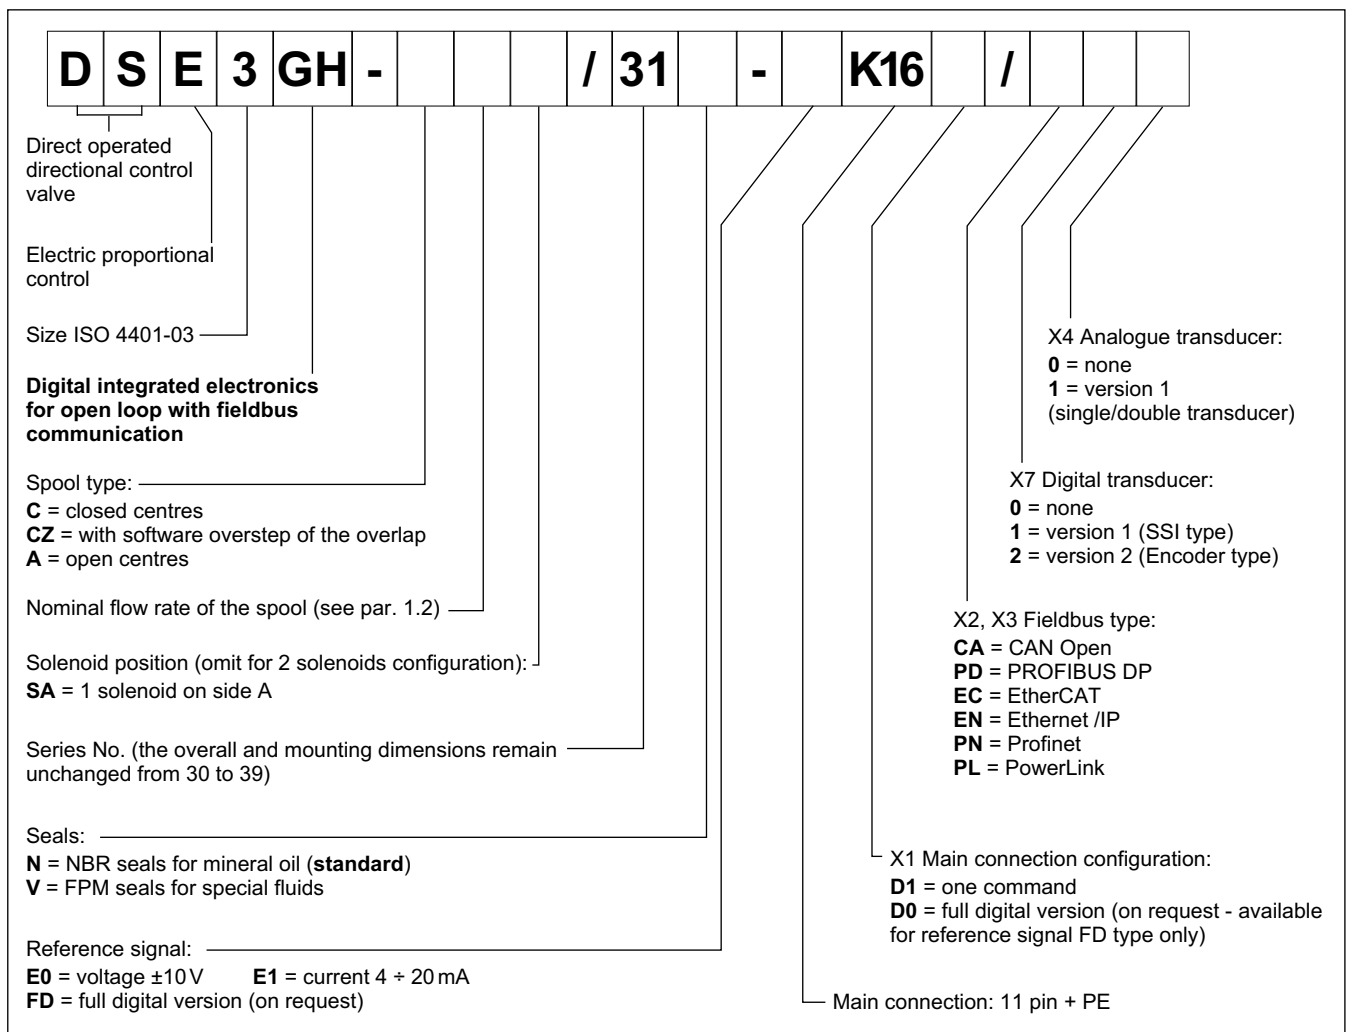 D S E 3 GH - / 31 - K16 /
Direct operated
directional control
valve
Electric proportional
control
Size ISO 4401-03
Digital integrated electronics
for open loop with fieldbus
communication
Spool type:
C = closed centres
CZ = with software overstep of the overlap
A = open centres
Nominal flow rate of the spool (see par. 1.2)
Solenoid position (omit for 2 solenoids configuration):
SA = 1 solenoid on side A
Series No. (the overall and mounting dimensions remain
unchanged from 30 to 39)
Seals:
N = NBR seals for mineral oil (standard)
V = FPM seals for special fluids
Reference signal:
E0 = voltage ±10 V E1 = current 4 ÷ 20 mA
FD = full digital version (on request)
X4 Analogue transducer:
0 = none
1 = version 1
(single/double transducer)
X7 Digital transducer:
0 = none
1 = version 1 (SSI type)
2 = version 2 (Encoder type)
X2, X3 Fieldbus type:
CA = CAN Open
PD = PROFIBUS DP
EC = EtherCAT
EN = Ethernet /IP
PN = Profinet
PL = PowerLink
X1 Main connection configuration:
D1 = one command
D0 = full digital version (on request - available
for reference signal FD type only)
Main connection: 11 pin + PE